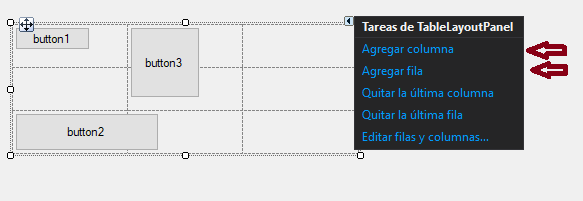 button1
button3
button2
Tareas de TableLayoutPanel
Agregar columna
Agregar fila
Quitar la última columna
Quitar la última fila
Editar filas y columnas...